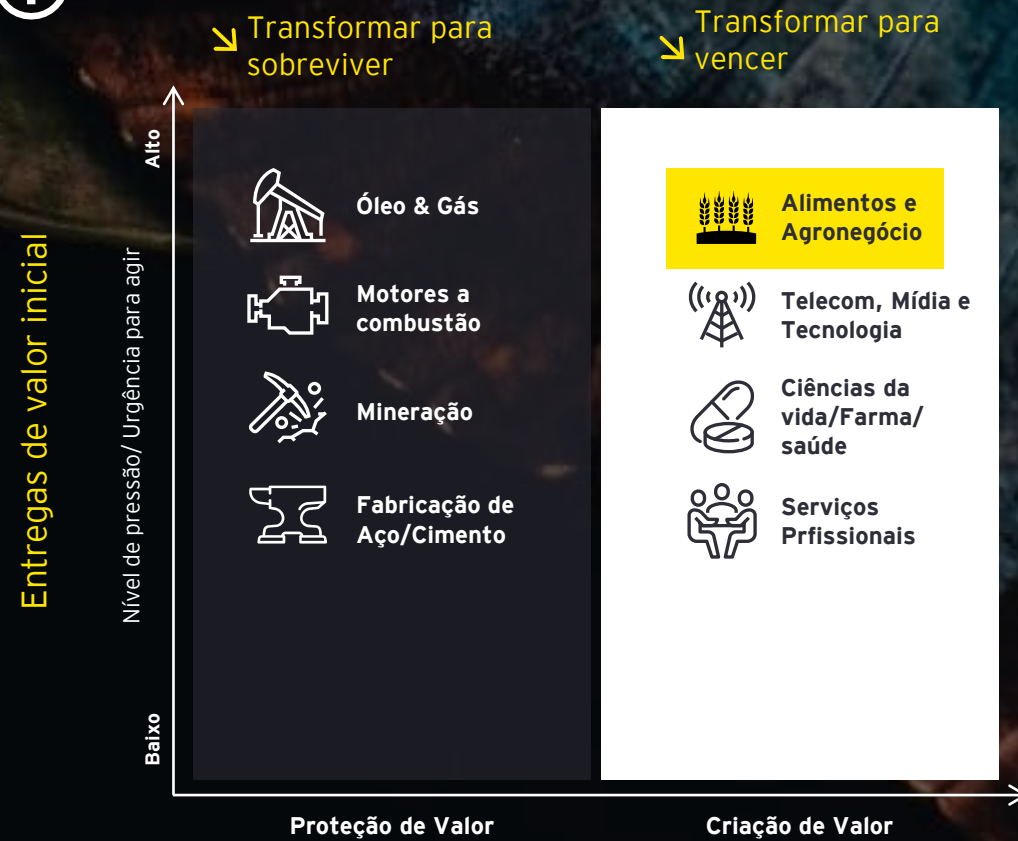 Transformar para
sobreviver
Transformar para
vencer
Entregas de valor inicial
Nível de pressão/ Urgência para agir
Alto
Baixo
Óleo & Gás
Motores a
combustão
Mineração
Fabricação de
Aço/Cimento
Alimentos e
Agronegócio
Telecom, Mídia e
Tecnologia
Ciências da
vida/Farma/
saúde
Serviços
Prfissionais
Proteção de Valor
Criação de Valor